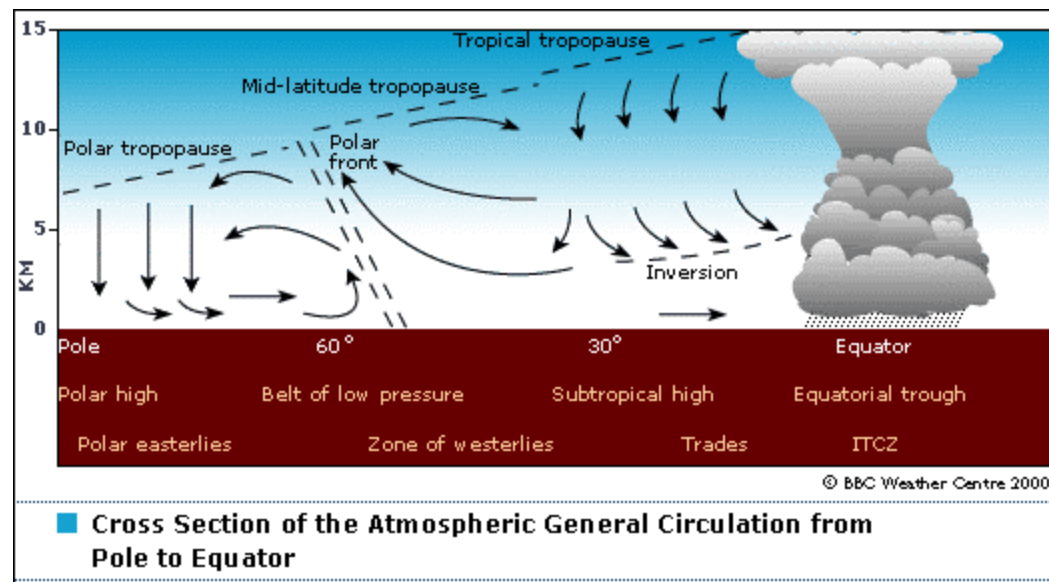 15
Tropical tropopause
Mid-latitude tropopause
10
Polar
front
Polar tropopause
5
KM
Inversion
0
Pole 60° 30° Equator
Polar high Belt of low pressure Subtropical high Equatorial trough
Polar easterlies Zone of westerlies Trades ITCZ
© BBC Weather Centre 2000
Cross Section of the Atmospheric General Circulation from
Pole to Equator